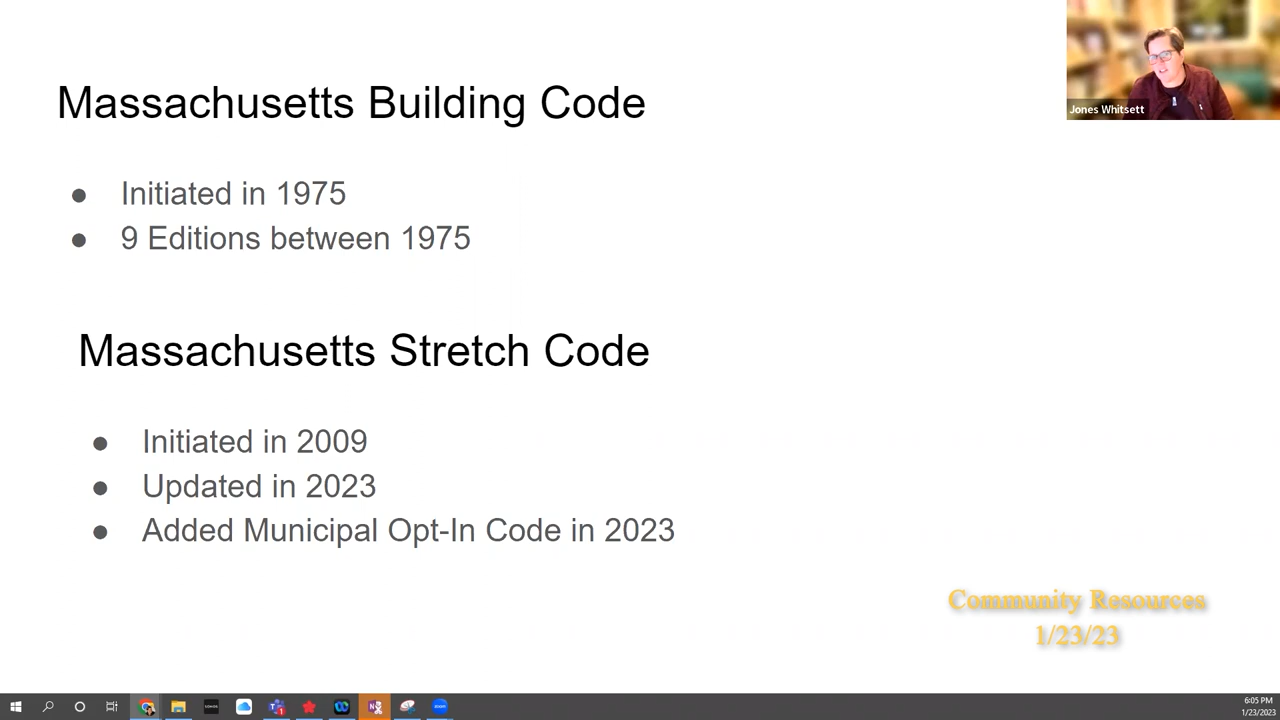 Massachusetts Building Code
● Initiated in 1975
● 9 Editions between 1975
Massachusetts Stretch Code
● Initiated in 2009
● Updated in 2023
● Added Municipal Opt-In Code in 2023
Jones Whitsett
Community Resources
1/23/23
SONOS
zoom
6:05 PM
1/23/2023